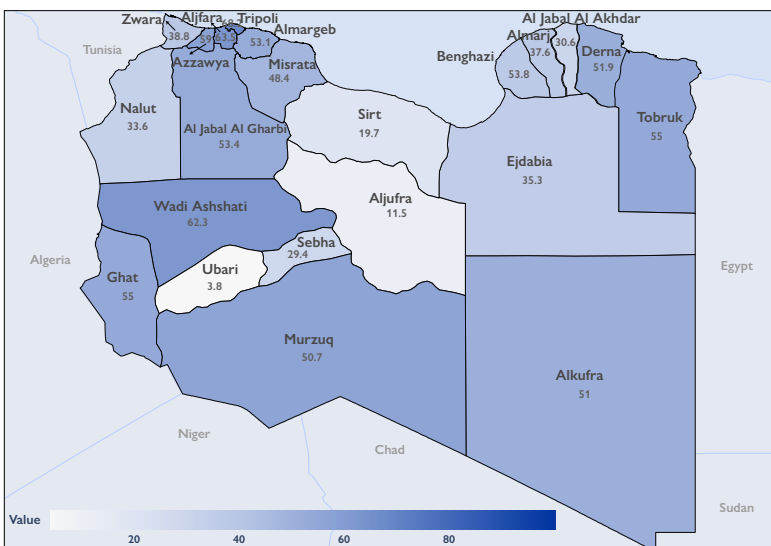 Zwara
Aljfara
Tripoli
Al Jabal Al Akhdar
38.8
59
63.5
53.1
Almargeb
Almarj
37.6
30.6
Tunisia
Azzawya
Misrata
48.4
Benghazi
53.8
Derna
51.9
Nalut
33.6
Al Jabal Al Gharbi
53.4
Sirt
19.7
Tobruk
55
Ejdabia
35.3
Wadi Ashshati
62.3
Aljufra
11.5
Sebha
29.4
Algeria
Ghat
55
Ubari
3.8
Egypt
Murzuq
50.7
Alkufra
51
Niger
Chad
Sudan
Value
20
40
60
80